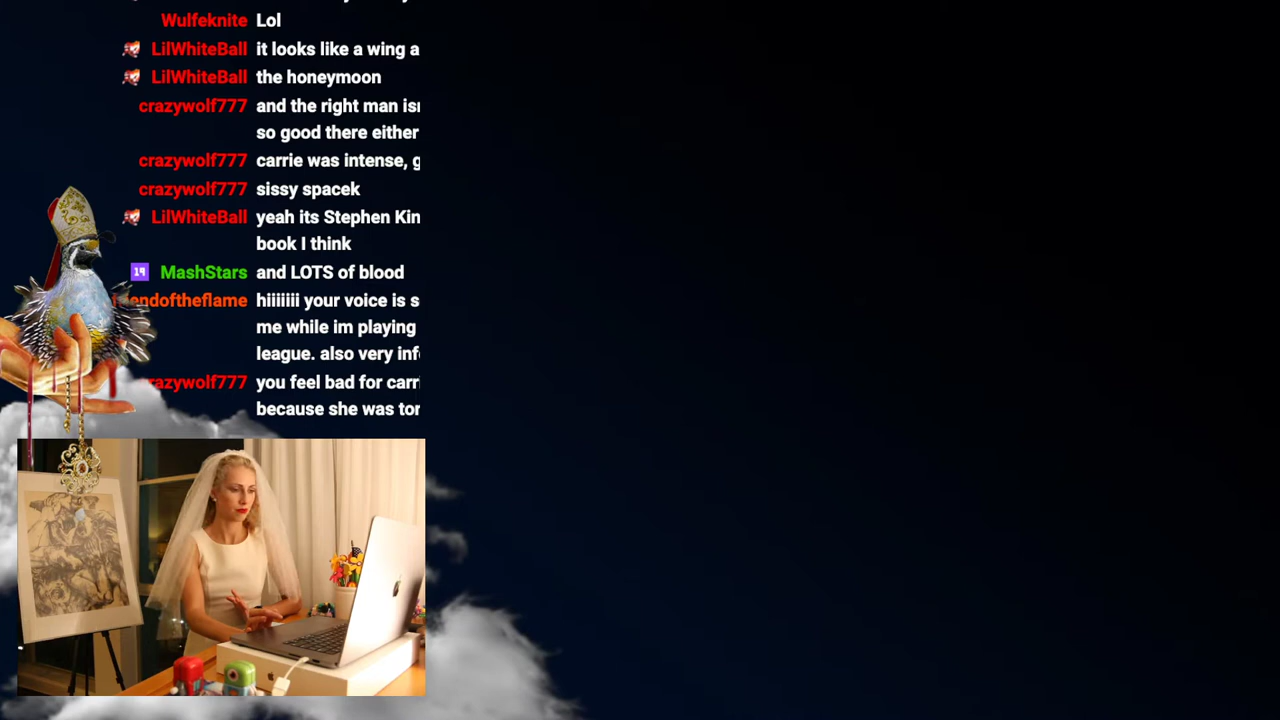 Wulfeknite Lol
LilWhiteBall it looks like a wing a
LilWhiteBall the honeymoon
crazywolf777 and the right man isn
so good there either
crazywolf777 carrie was intense, g
crazywolf777 sissy spacek
LilWhiteBall yeah its Stephen Kin
book I think
19 MashStars and LOTS of blood
endoftheflame hiiiiiii your voice is s
me while im playing
league. also very inf
razywolf777 you feel bad for carr
because she was tor